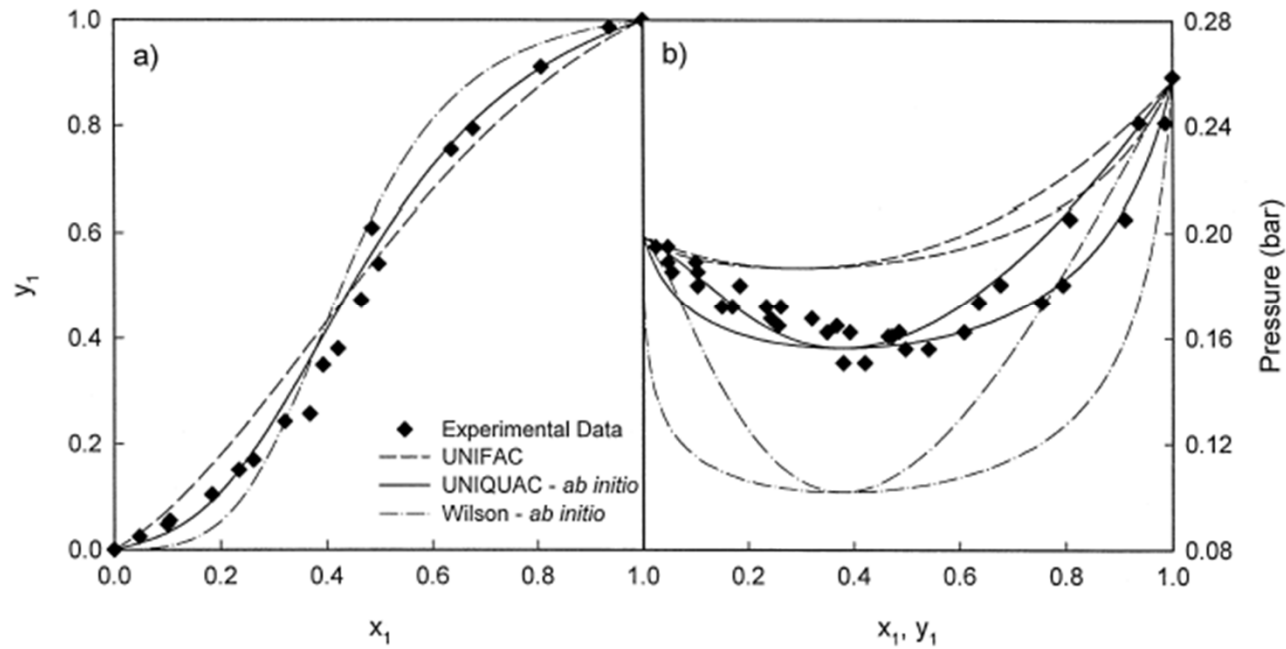 a)
1.0
0.8
0.6
0.4
0.2
0.0
y₁
0.0 0.2 0.4 0.6 0.8 1.0
x₁
Experimental Data
UNIFAC
UNIQUAC - ab initio
Wilson - ab initio
b)
0.28
0.24
0.20
0.16
0.12
0.08
Pressure (bar)
0.2 0.4 0.6 0.8 1.0
x₁, y₁